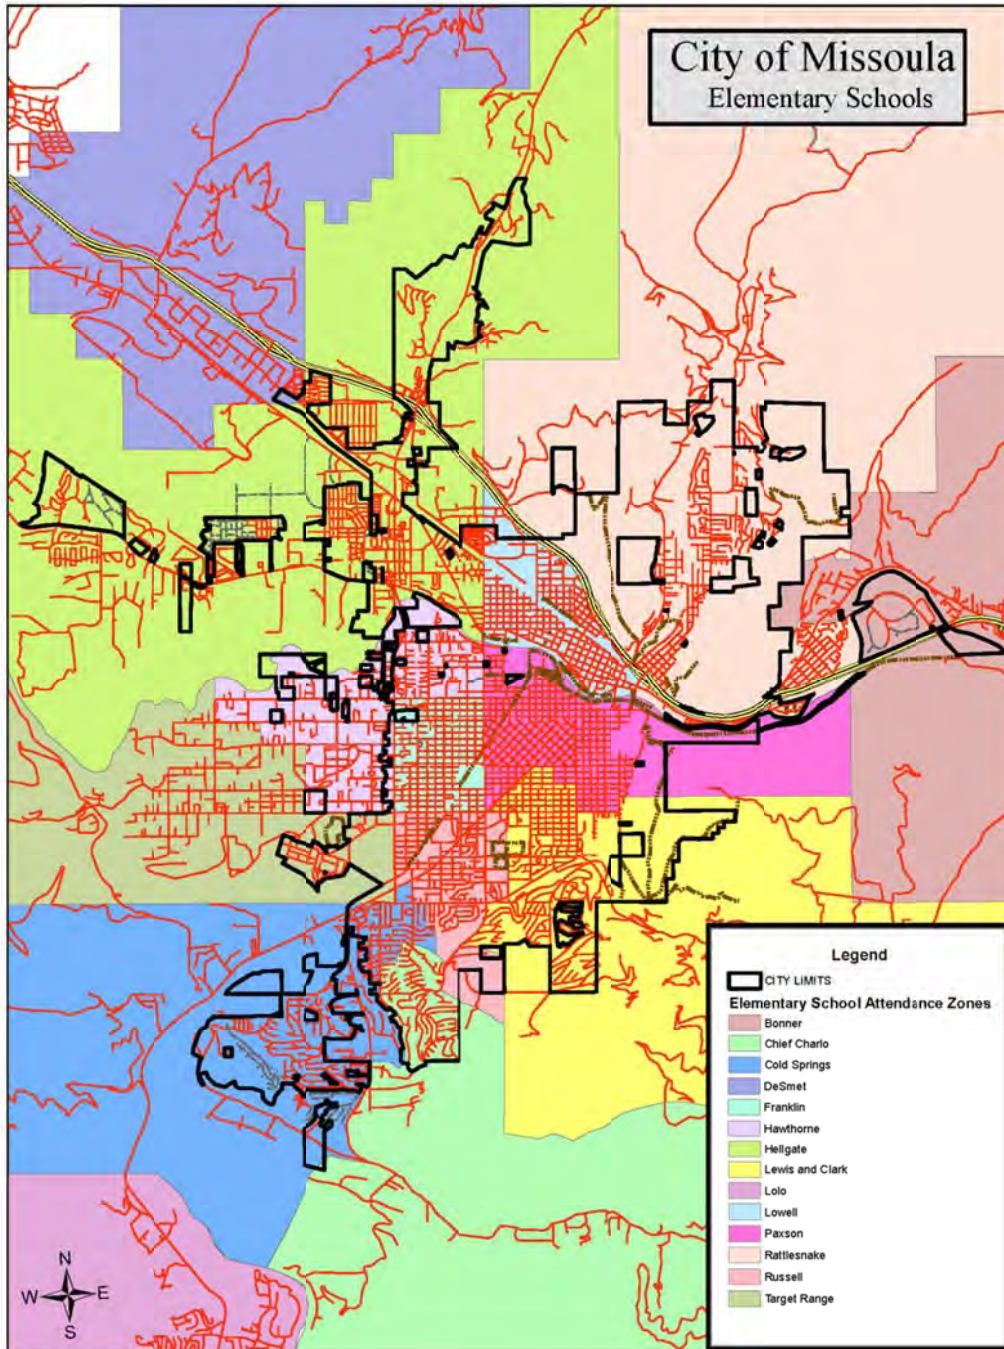 City of Missoula
Elementary Schools
Legend
CITY LIMITS
Elementary School Attendance Zones
Bonner
Chief Charlo
Cold Springs
DeSmet
Franklin
Hawthorne
Hellgate
Lewis and Clark
Lolo
Lowell
Paxson
Rattlesnake
Russell
Target Range
N
W
E
S